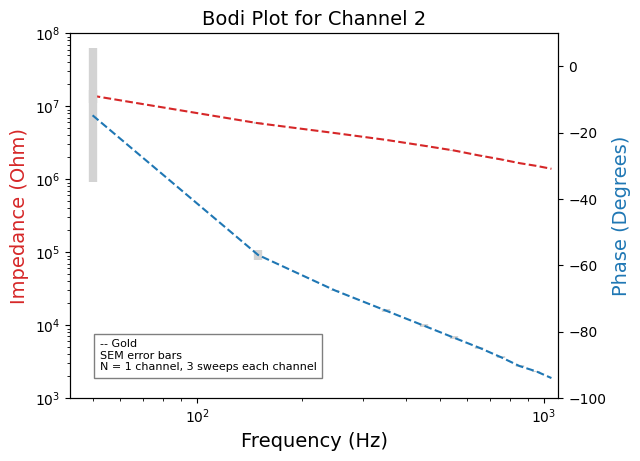 Bodi Plot for Channel 2
Impedance (Ohm)
10^8
10^7
10^6
10^5
10^4
10^3
0
−20
−40
−60
−80
−100
Phase (Degrees)
-- Gold
SEM error bars
N = 1 channel, 3 sweeps each channel
10^2
10^3
Frequency (Hz)